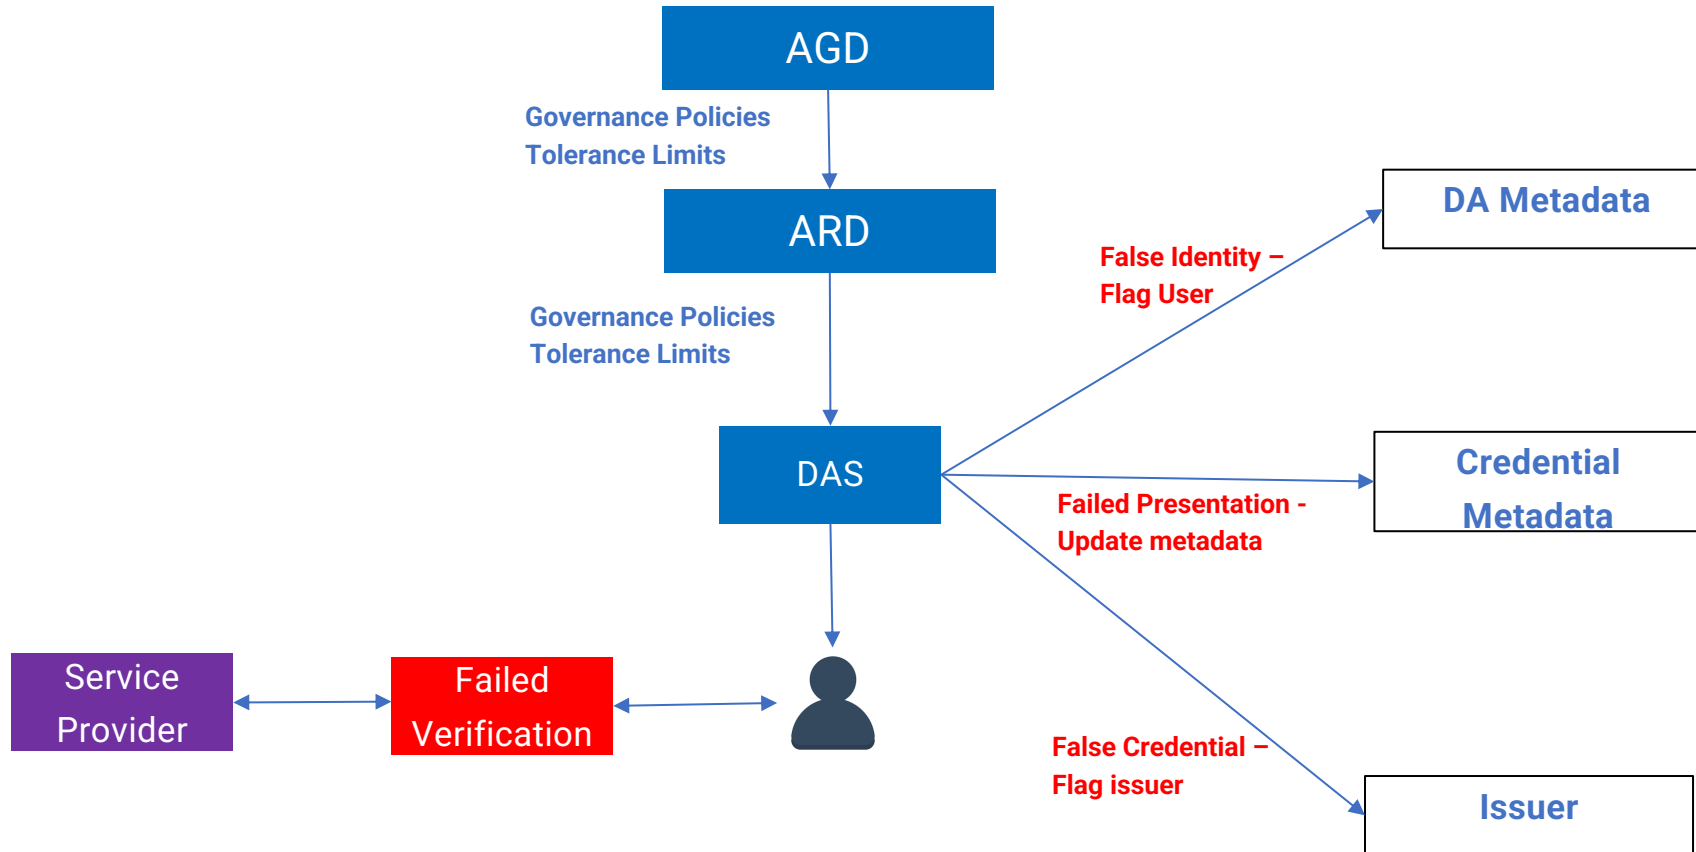 AGD
Governance Policies
Tolerance Limits
ARD
DA Metadata
False Identity –
Flag User
Governance Policies
Tolerance Limits
DAS
Credential
Metadata
Failed Presentation -
Update metadata
Service
Provider
Failed
Verification
False Credential –
Flag issuer
Issuer